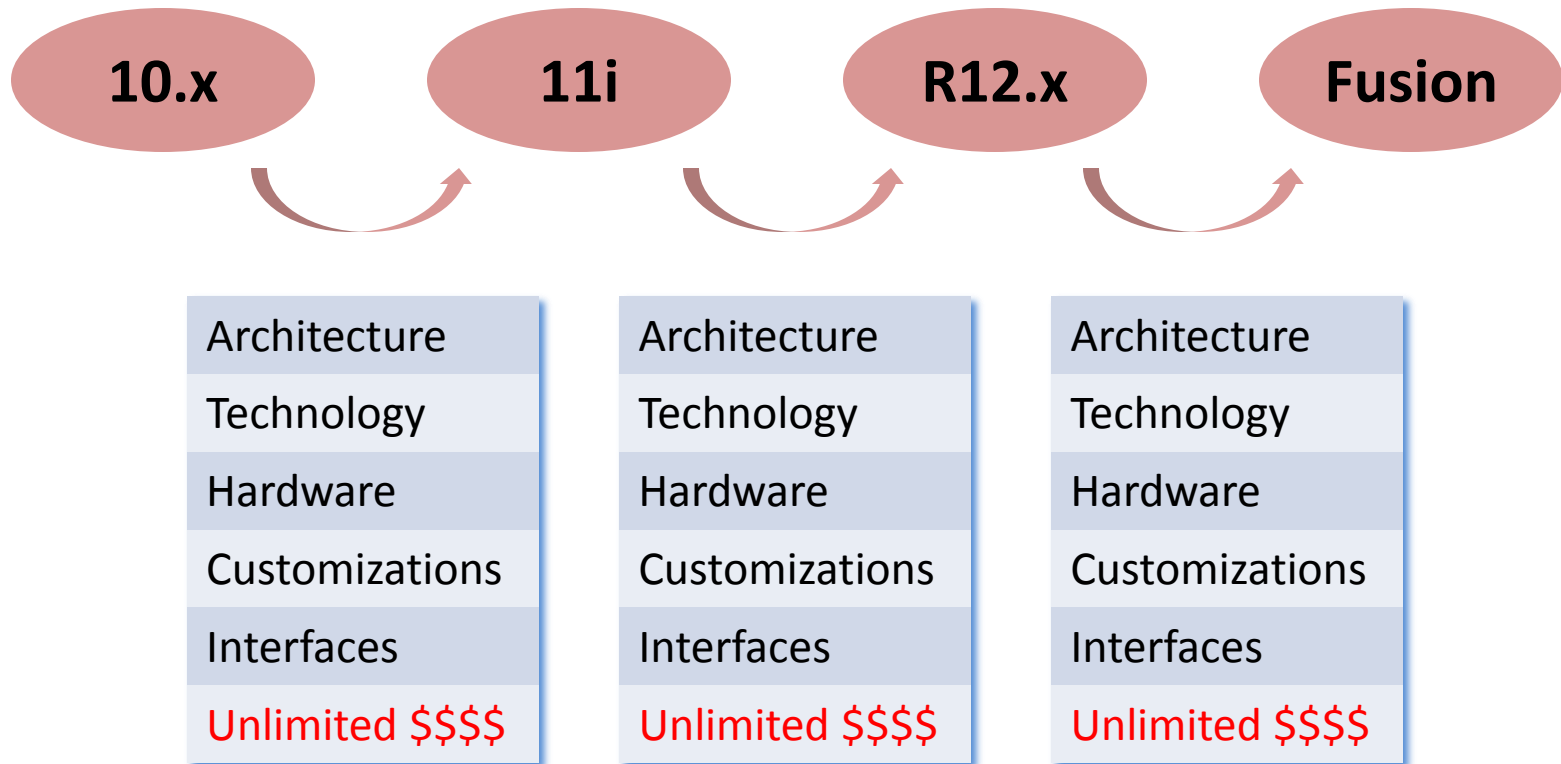 10.x
11i
R12.x
Fusion
Architecture
Technology
Hardware
Customizations
Interfaces
Unlimited $$$$
Architecture
Technology
Hardware
Customizations
Interfaces
Unlimited $$$$
Architecture
Technology
Hardware
Customizations
Interfaces
Unlimited $$$$